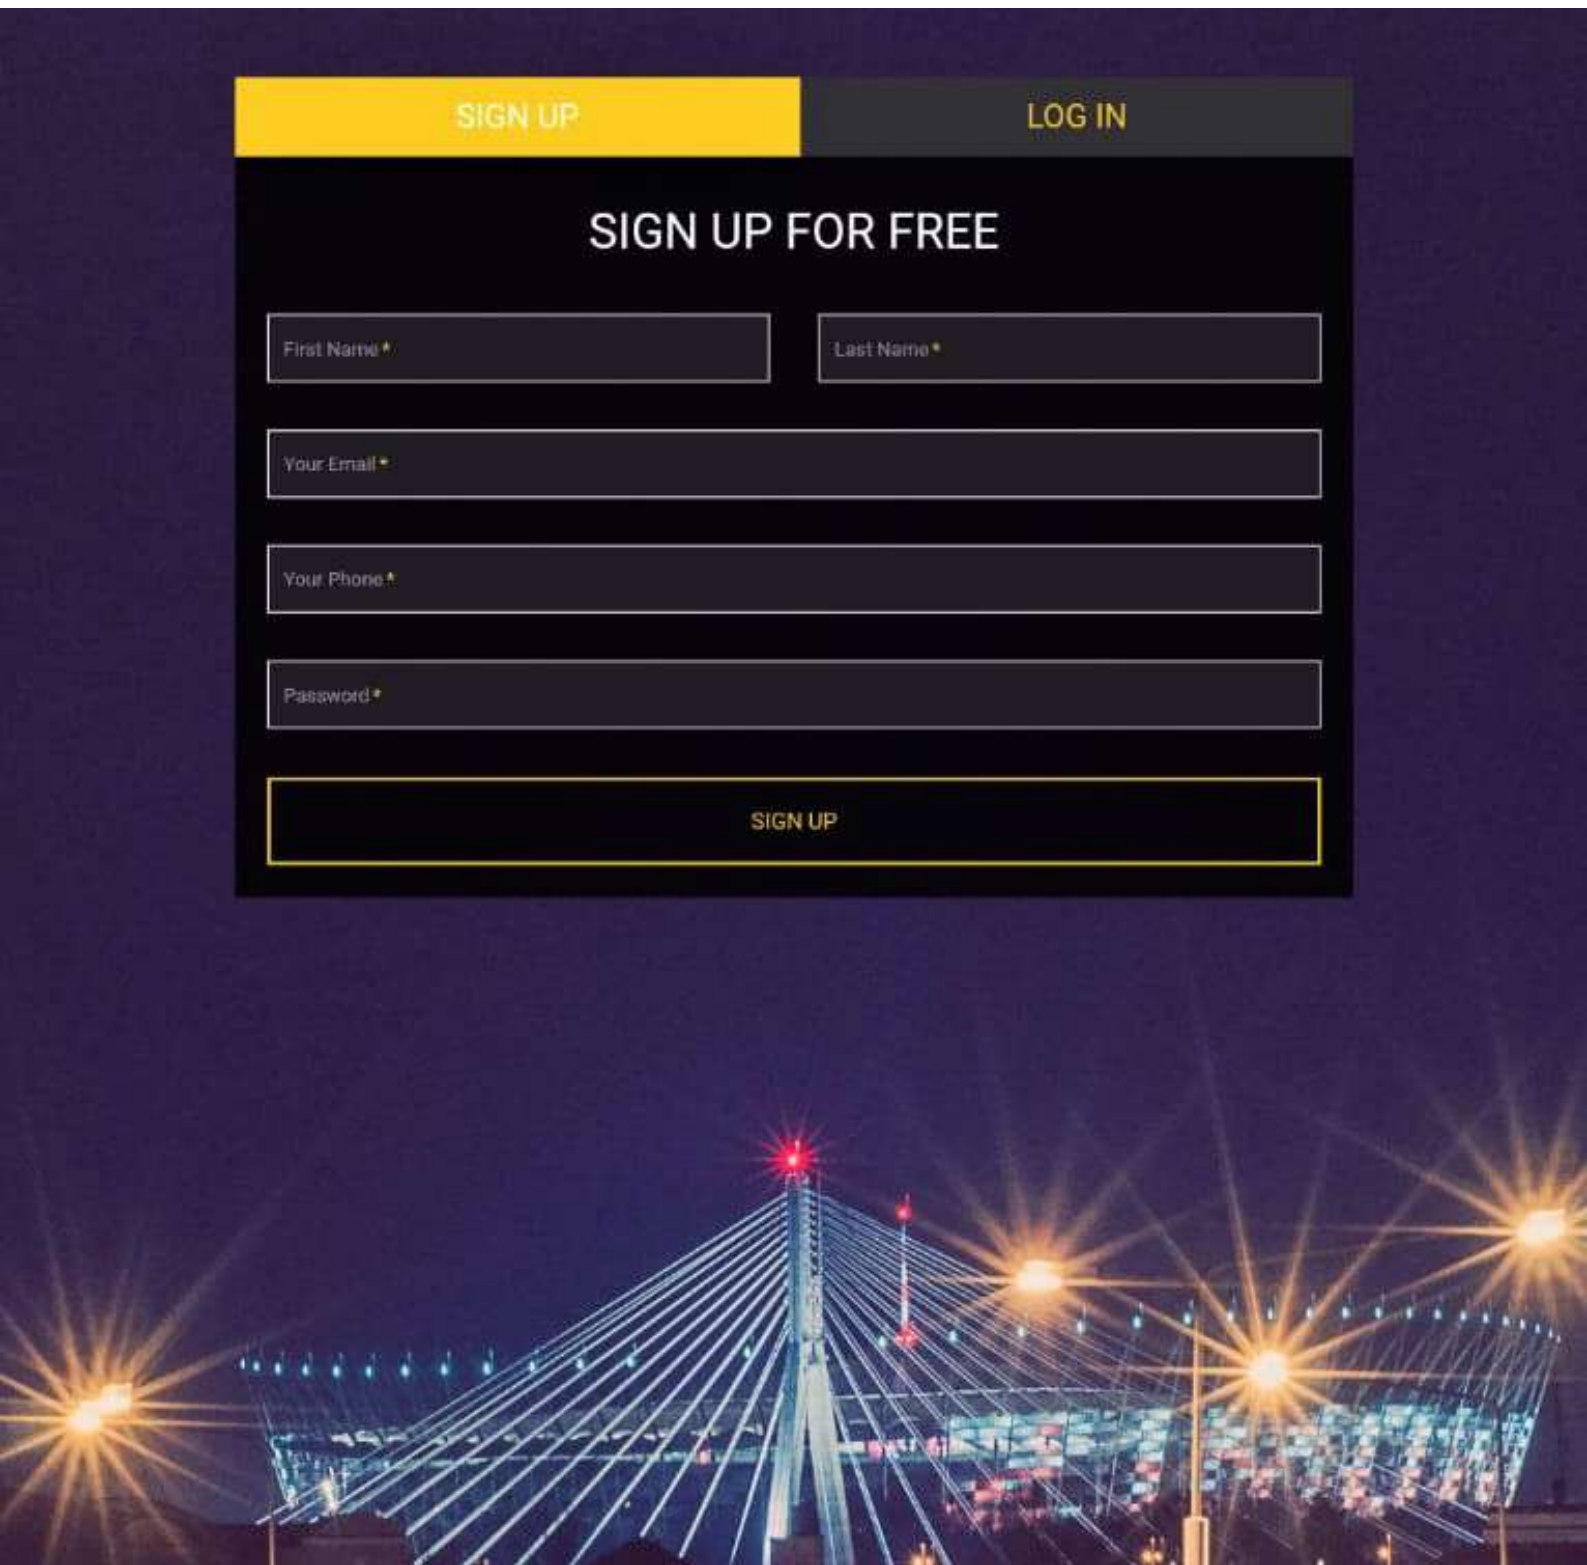 SIGN UP
LOG IN
SIGN UP FOR FREE
First Name *
Last Name *
Your Email *
Your Phone *
Password *
SIGN UP